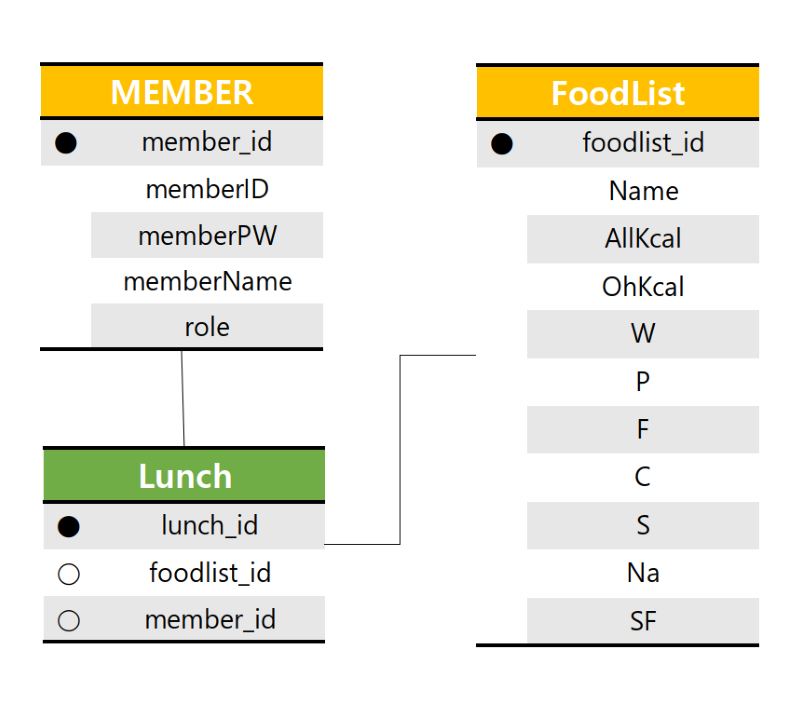 MEMBER
● member_id
memberID
memberPW
memberName
role
FoodList
● foodlist_id
Name
AllKcal
OhKcal
W
P
F
C
S
Na
SF
Lunch
● lunch_id
○ foodlist_id
○ member_id